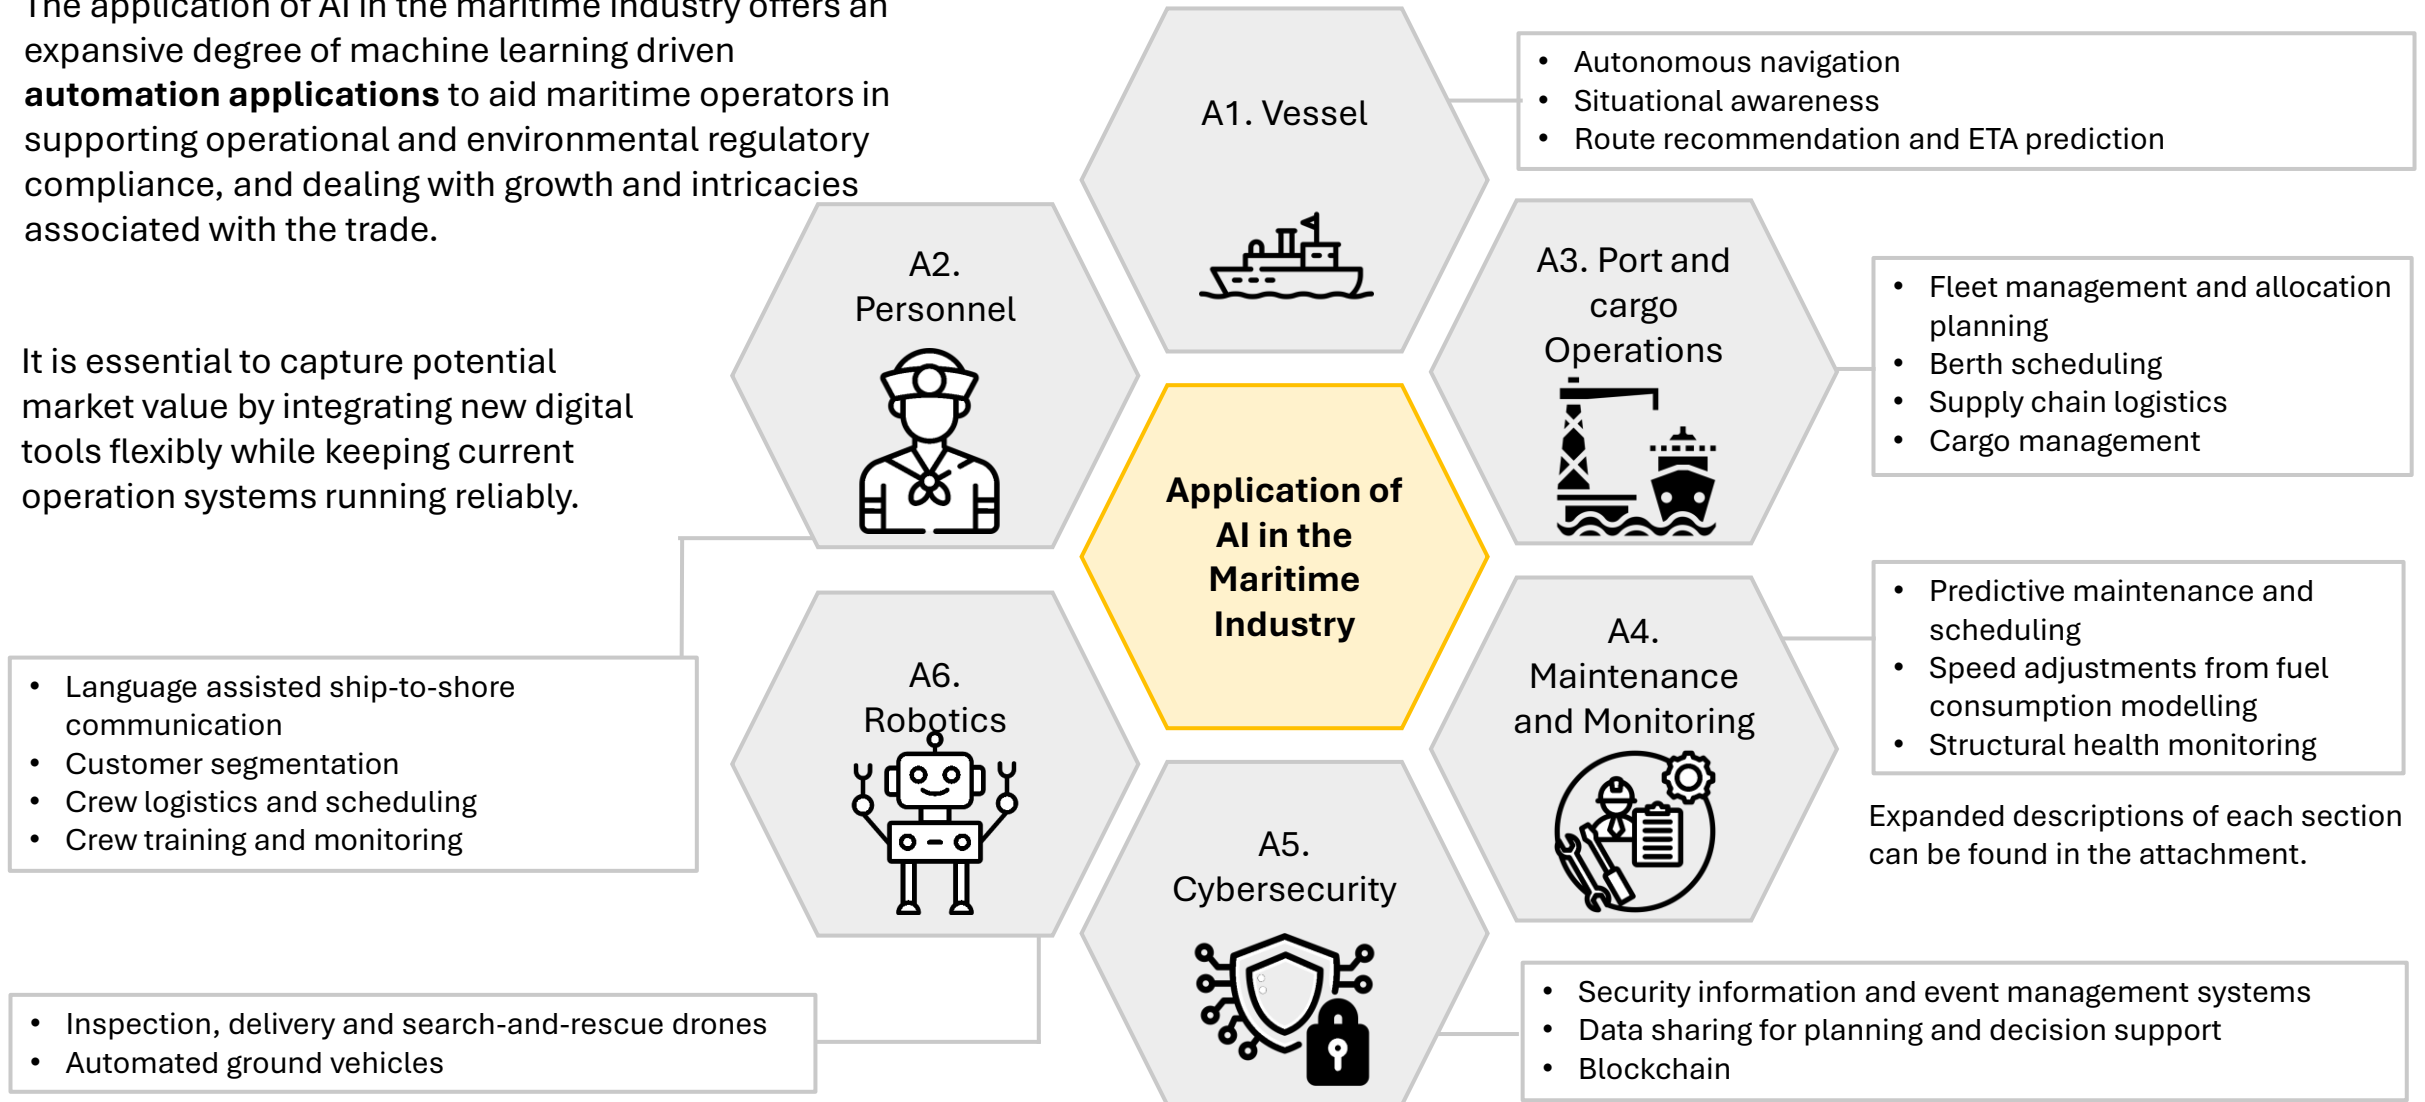 The application of AI in the maritime industry offers an
expansive degree of machine learning driven
automation applications to aid maritime operators in
supporting operational and environmental regulatory
compliance, and dealing with growth and intricacies
associated with the trade.
It is essential to capture potential
market value by integrating new digital
tools flexibly while keeping current
operation systems running reliably.
A1. Vessel
• Autonomous navigation
• Situational awareness
• Route recommendation and ETA prediction
A2.
Personnel
• Language assisted ship-to-shore
communication
• Customer segmentation
• Crew logistics and scheduling
• Crew training and monitoring
A3. Port and
cargo
Operations
• Fleet management and allocation
planning
• Berth scheduling
• Supply chain logistics
• Cargo management
Application of
AI in the
Maritime
Industry
A4.
Maintenance
and Monitoring
• Predictive maintenance and
scheduling
• Speed adjustments from fuel
consumption modelling
• Structural health monitoring
Expanded descriptions of each section
can be found in the attachment.
A5.
Cybersecurity
• Security information and event management systems
• Data sharing for planning and decision support
• Blockchain
A6.
Robotics
• Inspection, delivery and search-and-rescue drones
• Automated ground vehicles